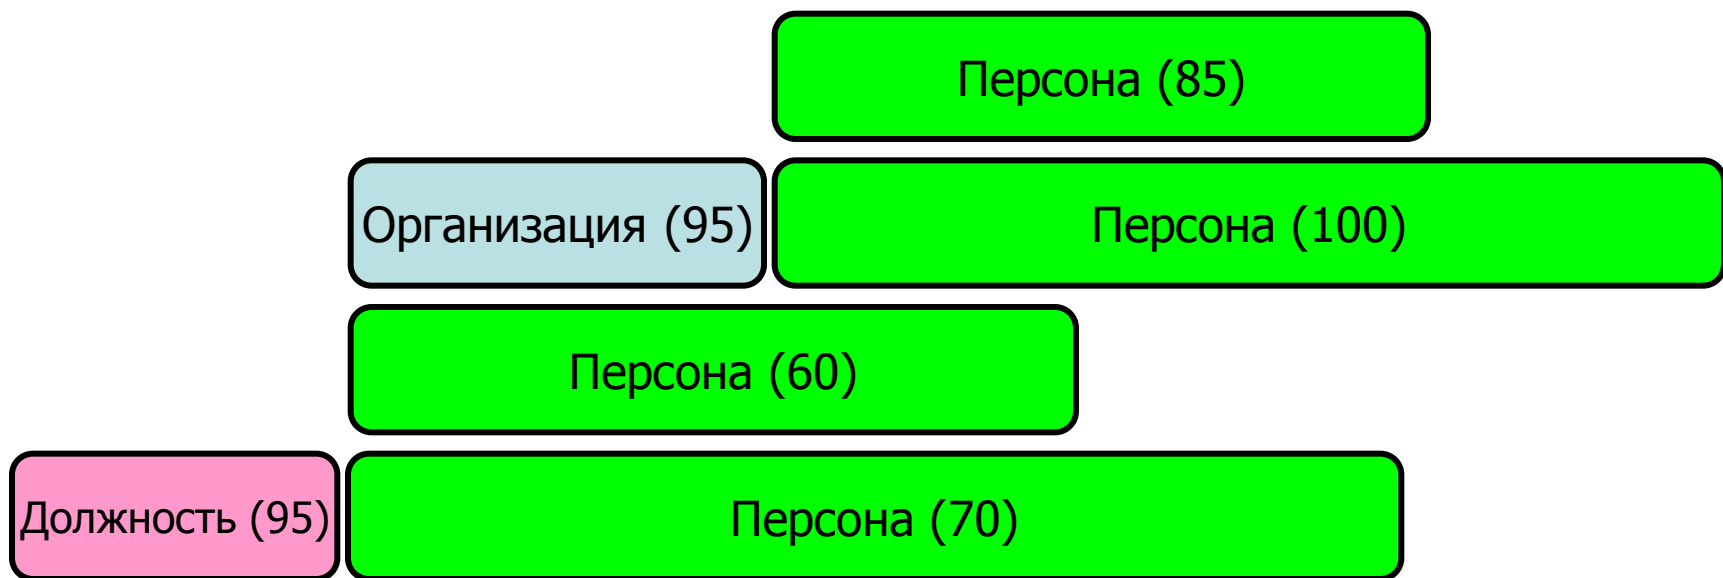 Персона (85)
Организация (95)
Персона (100)
Персона (60)
Должность (95)
Персона (70)